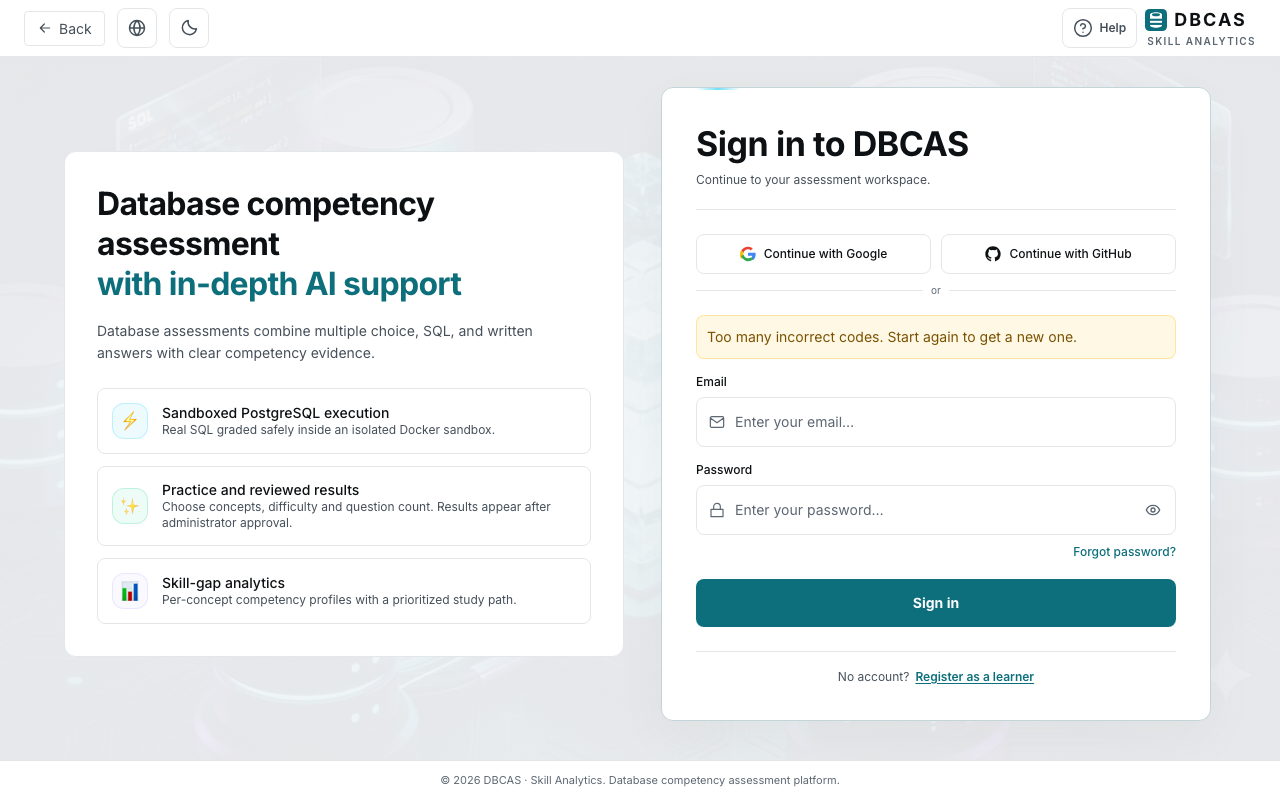 Back
Help
DBCAS
SKILL ANALYTICS
SQL
Database competency
assessment
with in-depth AI support
Database assessments combine multiple choice, SQL, and written
answers with clear competency evidence.
Sandboxed PostgreSQL execution
Real SQL graded safely inside an isolated Docker sandbox.
Practice and reviewed results
Choose concepts, difficulty and question count. Results appear after
administrator approval.
Skill-gap analytics
Per-concept competency profiles with a prioritized study path.
Sign in to DBCAS
Continue to your assessment workspace.
Continue with Google
Continue with GitHub
or
Too many incorrect codes. Start again to get a new one.
Email
Enter your email...
Password
Enter your password...
Forgot password?
Sign in
No account? Register as a learner
© 2026 DBCAS · Skill Analytics. Database competency assessment platform.